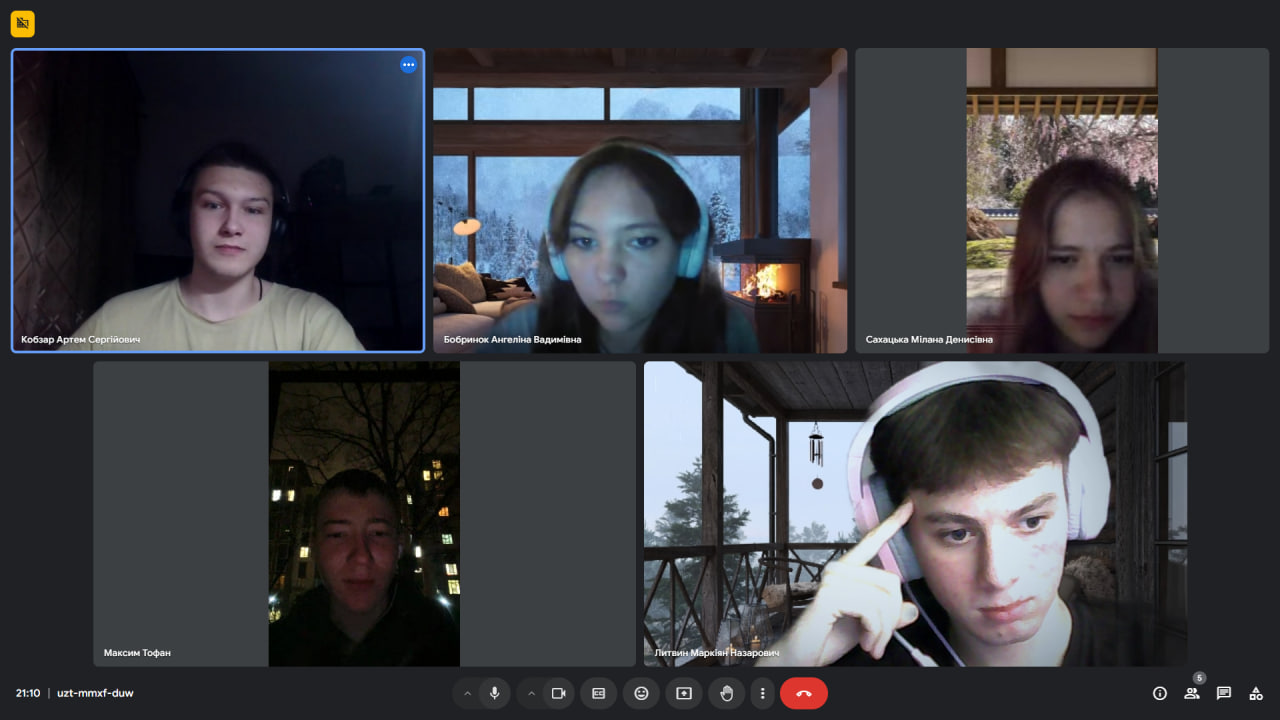 Кобзар Артем Сергійович
Бобринок Ангеліна Вадимівна
Сахацька Мілана Денисівна
Максим Тофан
Литвин Маркіян Назарович
21:10 | uzt-mmxf-duw
CC
5